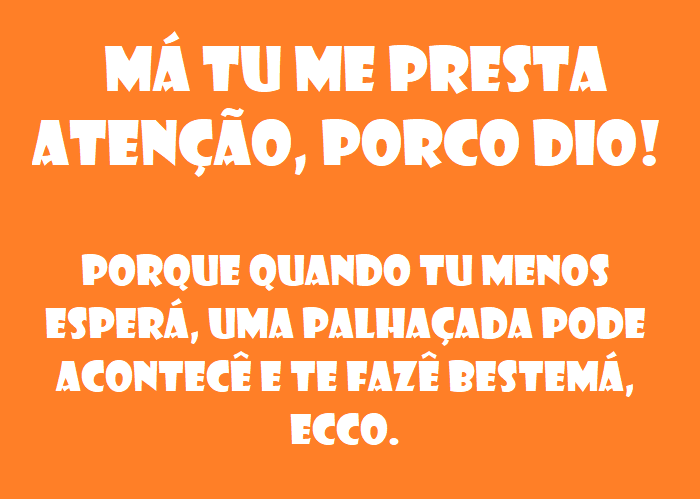 MÁ TU ME PRESTA
ATENÇÃO, PORCO DIO!
PORQUE QUANDO TU MENOS
ESPERÁ, UMA PALHAÇADA PODE
ACONTECÊ E TE FAZÊ BESTEMÁ,
ECCO.